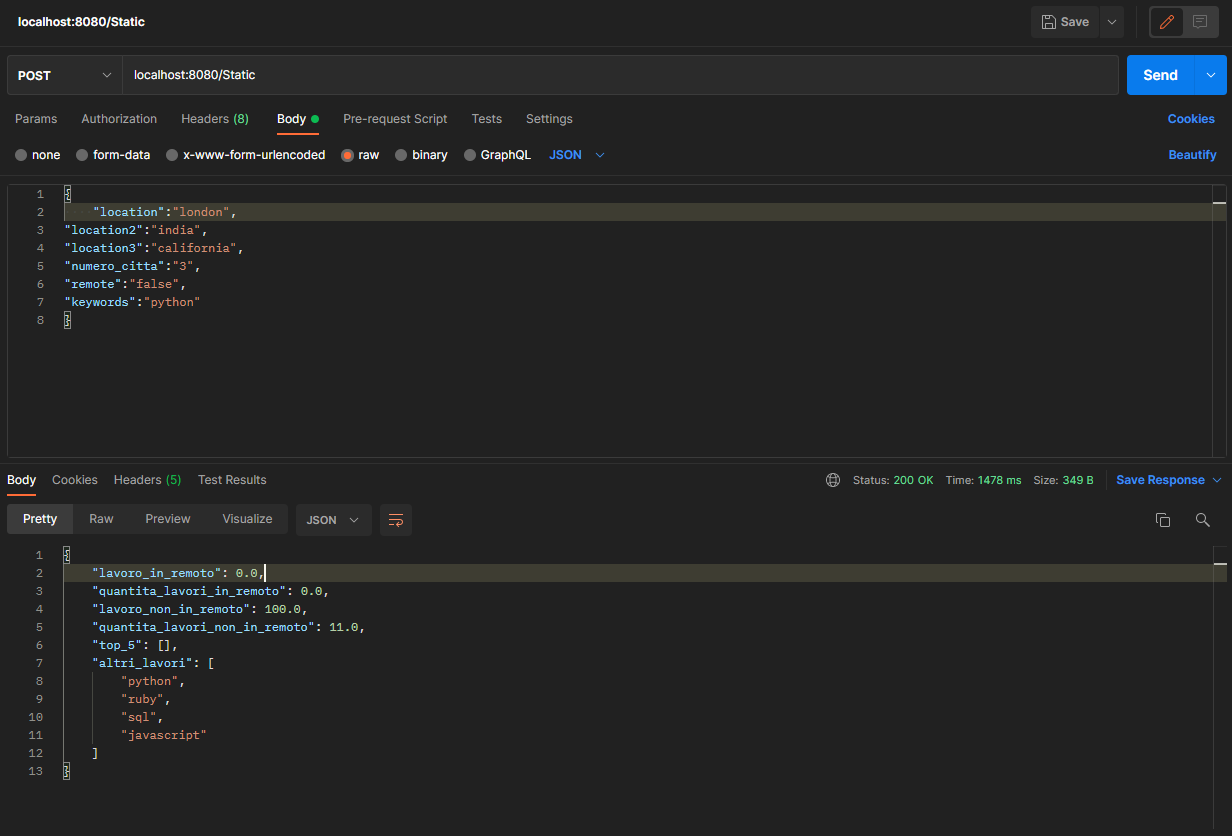 localhost:8080/Static
Save
POST
localhost:8080/Static
Send
Params Authorization Headers (8) Body Pre-request Script Tests Settings Cookies
none form-data x-www-form-urlencoded raw binary GraphQL JSON Beautify
1 {
2 "location":"london",
3 "location2":"india",
4 "location3":"california",
5 "numero_citta":"3",
6 "remote":"false",
7 "keywords":"python"
8 }
Body Cookies Headers (5) Test Results Status: 200 OK Time: 1478 ms Size: 349 B Save Response
Pretty Raw Preview Visualize JSON
1 {
2 "lavoro_in_remoto": 0.0,
3 "quantita_lavori_in_remoto": 0.0,
4 "lavoro_non_in_remoto": 100.0,
5 "quantita_lavori_non_in_remoto": 11.0,
6 "top_5": [],
7 "altri_lavori": [
8 "python",
9 "ruby",
10 "sql",
11 "javascript"
12 ]
13 }